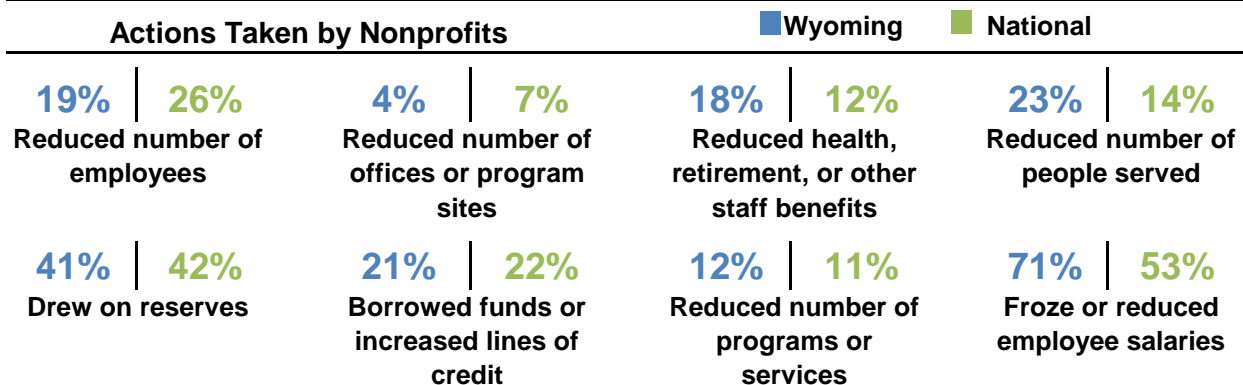 Actions Taken by Nonprofits Wyoming National
19% 26% 4% 7% 18% 12% 23% 14%
Reduced number of employees
Reduced number of offices or program sites
Reduced health, retirement, or other staff benefits
Reduced number of people served
41% 42% 21% 22% 12% 11% 71% 53%
Drew on reserves
Borrowed funds or increased lines of credit
Reduced number of programs or services
Froze or reduced employee salaries